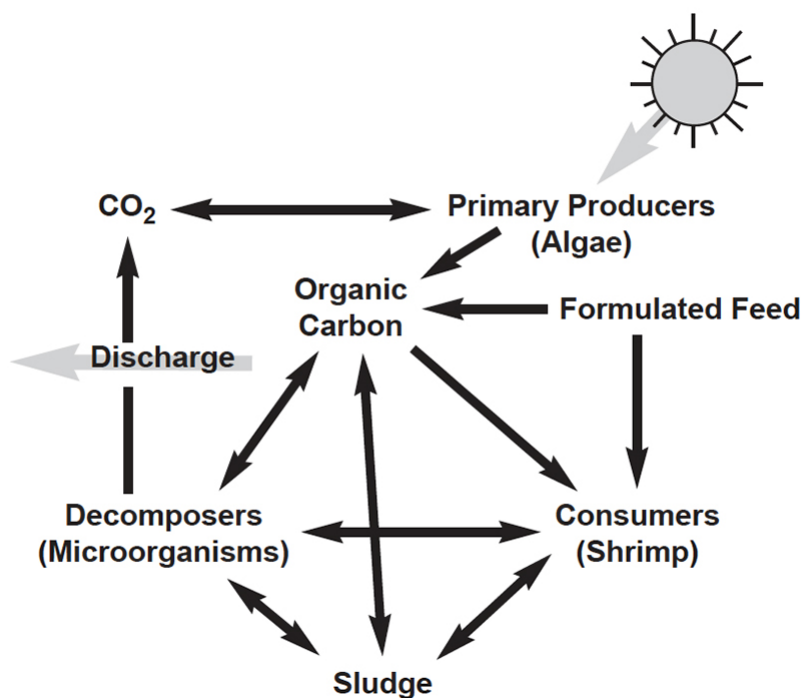 CO₂
Primary Producers
(Algae)
Organic
Carbon
Formulated Feed
Discharge
Decomposers
(Microorganisms)
Consumers
(Shrimp)
Sludge